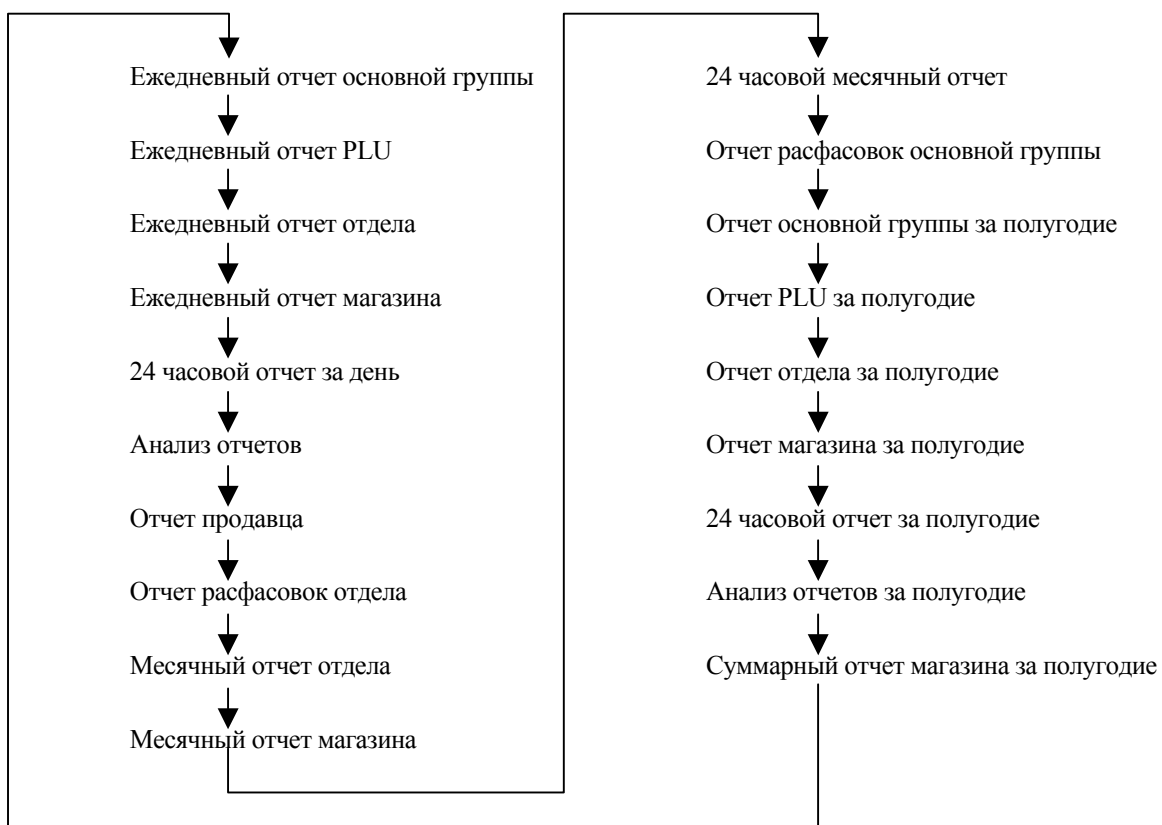 Ежедневный отчет основной группы
Ежедневный отчет PLU
Ежедневный отчет отдела
Ежедневный отчет магазина
24 часовой отчет за день
Анализ отчетов
Отчет продавца
Отчет расфасовок отдела
Месячный отчет отдела
Месячный отчет магазина
24 часовой месячный отчет
Отчет расфасовок основной группы
Отчет основной группы за полугодие
Отчет PLU за полугодие
Отчет отдела за полугодие
Отчет магазина за полугодие
24 часовой отчет за полугодие
Анализ отчетов за полугодие
Суммарный отчет магазина за полугодие